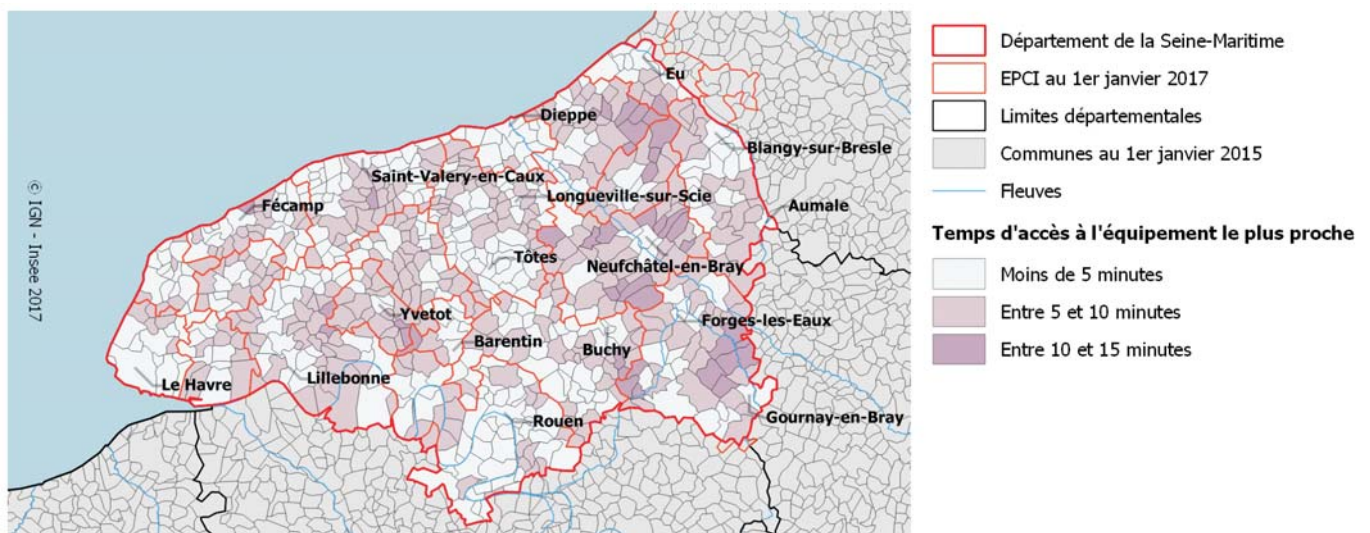 Eu
Dieppe
Blangy-sur-Bresle
Saint-Valery-en-Caux
Longueville-sur-Scie
Aumale
Fécamp
Tôtes
Neufchâtel-en-Bray
Yvetot
Forges-les-Eaux
Barentin
Buchy
Le Havre
Lillebonne
Rouen
Gournay-en-Bray
© IGN - Insee 2017
Département de la Seine-Maritime
EPCI au 1er janvier 2017
Limites départementales
Communes au 1er janvier 2015
Fleuves
Temps d'accès à l'équipement le plus proche
Moins de 5 minutes
Entre 5 et 10 minutes
Entre 10 et 15 minutes